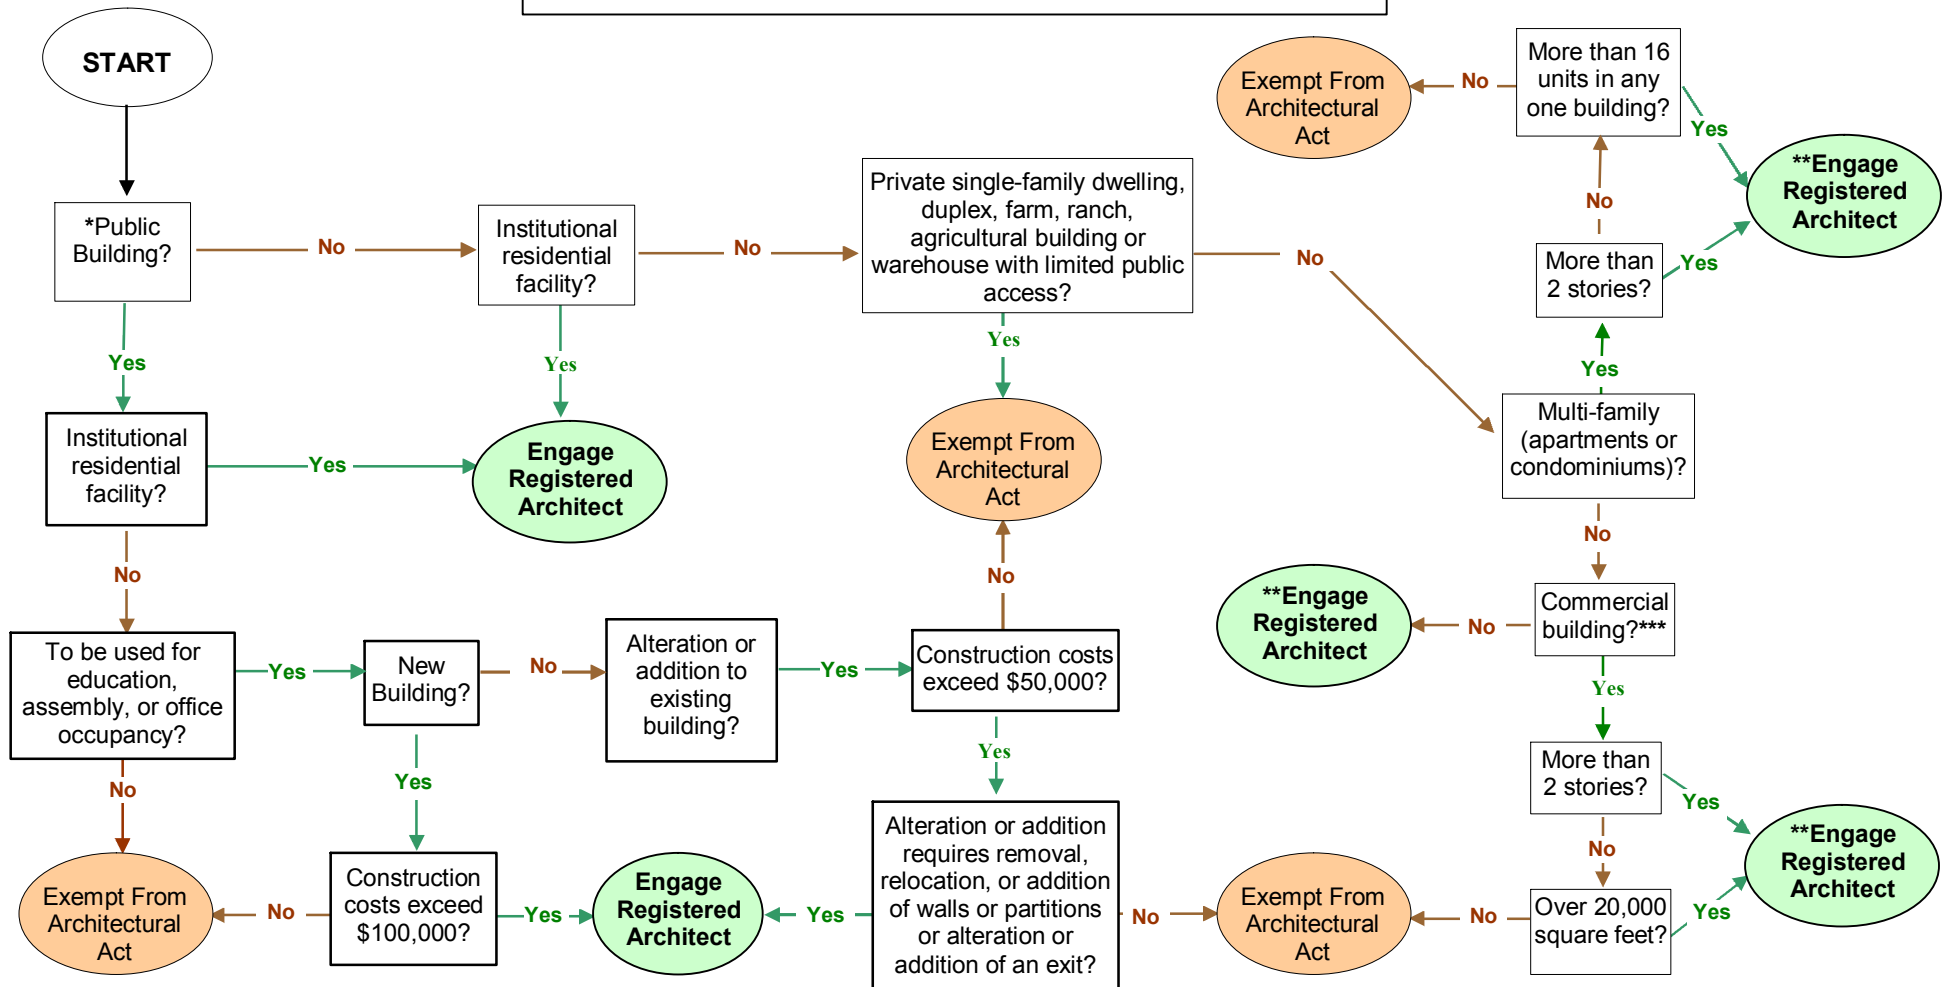 START
*Public
Building?
No
Institutional
residential
facility?
No
Private single-family dwelling,
duplex, farm, ranch,
agricultural building or
warehouse with limited public
access?
No
Exempt From
Architectural
Act
No
More than 16
units in any
one building?
Yes
**Engage
Registered
Architect
No
More than
2 stories?
Yes
Yes
Multi-family
(apartments or
condominiums)?
Yes
Yes
Yes
Institutional
residential
facility?
Yes
Engage
Registered
Architect
Exempt From
Architectural
Act
No
No
No
**Engage
Registered
Architect
No
Commercial
building?***
To be used for
education,
assembly, or office
occupancy?
Yes
New
Building?
No
Alteration or
addition to
existing
building?
Yes
Construction costs
exceed $50,000?
Yes
Yes
Yes
More than
2 stories?
Yes
No
No
Exempt From
Architectural
Act
No
Construction
costs exceed
$100,000?
Yes
Engage
Registered
Architect
Yes
Alteration or addition
requires removal,
relocation, or addition
of walls or partitions
or alteration or
addition of an exit?
No
Exempt From
Architectural
Act
No
Over 20,000
square feet?
Yes
**Engage
Registered
Architect